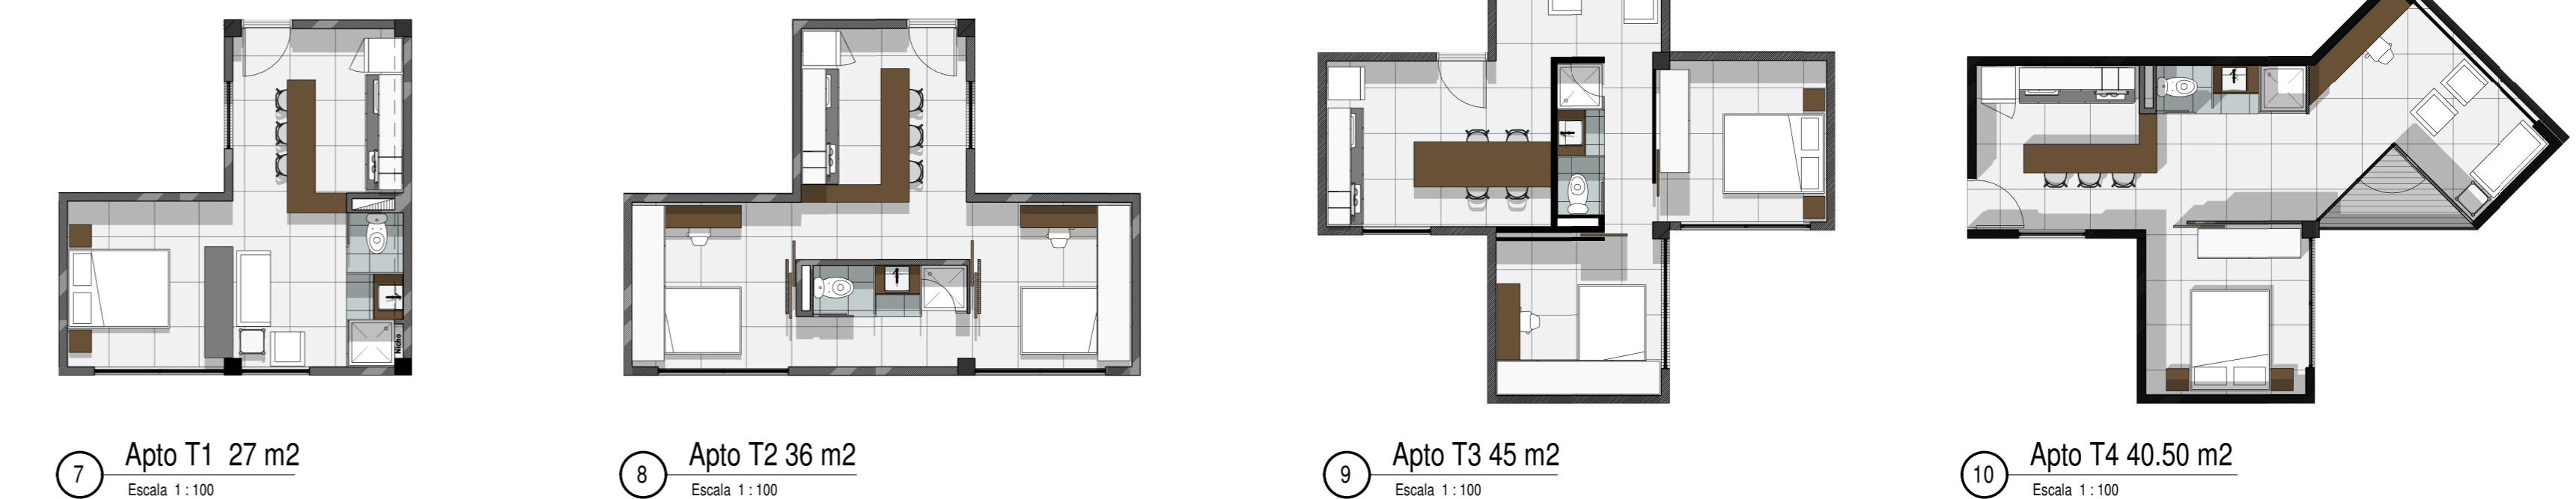 Nicho
7 Apto T1 27 m2
Escala 1 : 100
8 Apto T2 36 m2
Escala 1 : 100
9 Apto T3 45 m2
Escala 1 : 100
10 Apto T4 40.50 m2
Escala 1 : 100